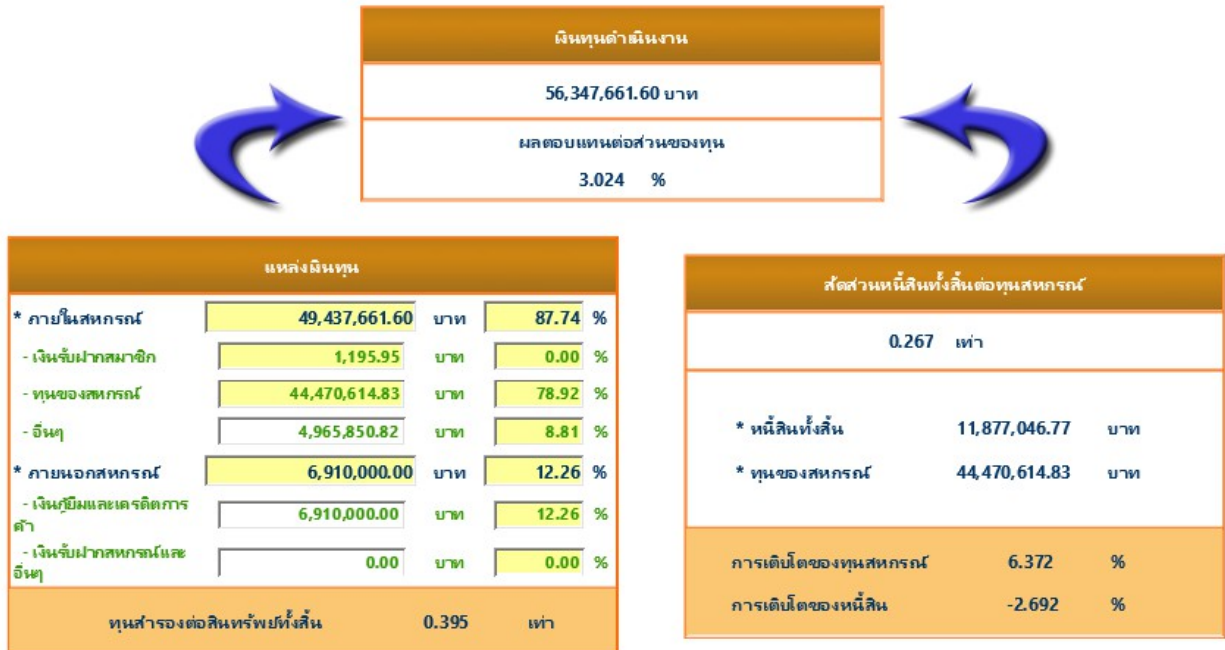 เงินทุนดำเนินงาน
56,347,661.60 บาท
ผลตอบแทนต่อส่วนของทุน
3.024 %
แหล่งเงินทุน
* ภายในสหกรณ์ 49,437,661.60 บาท 87.74 %
- เงินรับฝากสมาชิก 1,195.95 บาท 0.00 %
- ทุนของสหกรณ์ 44,470,614.83 บาท 78.92 %
- อื่นๆ 4,965,850.82 บาท 8.81 %
* ภายนอกสหกรณ์ 6,910,000.00 บาท 12.26 %
- เงินกู้ยืมและเครดิตการ
ค้า 6,910,000.00 บาท 12.26 %
- เงินรับฝากสหกรณ์และ
อื่นๆ 0.00 บาท 0.00 %
ทุนสำรองต่อสินทรัพย์ทั้งสิ้น 0.395 เท่า
สัดส่วนหนี้สินทั้งสิ้นต่อทุนสหกรณ์
0.267 เท่า
* หนี้สินทั้งสิ้น 11,877,046.77 บาท
* ทุนของสหกรณ์ 44,470,614.83 บาท
การเติบโตของทุนสหกรณ์ 6.372 %
การเติบโตของหนี้สิน -2.692 %